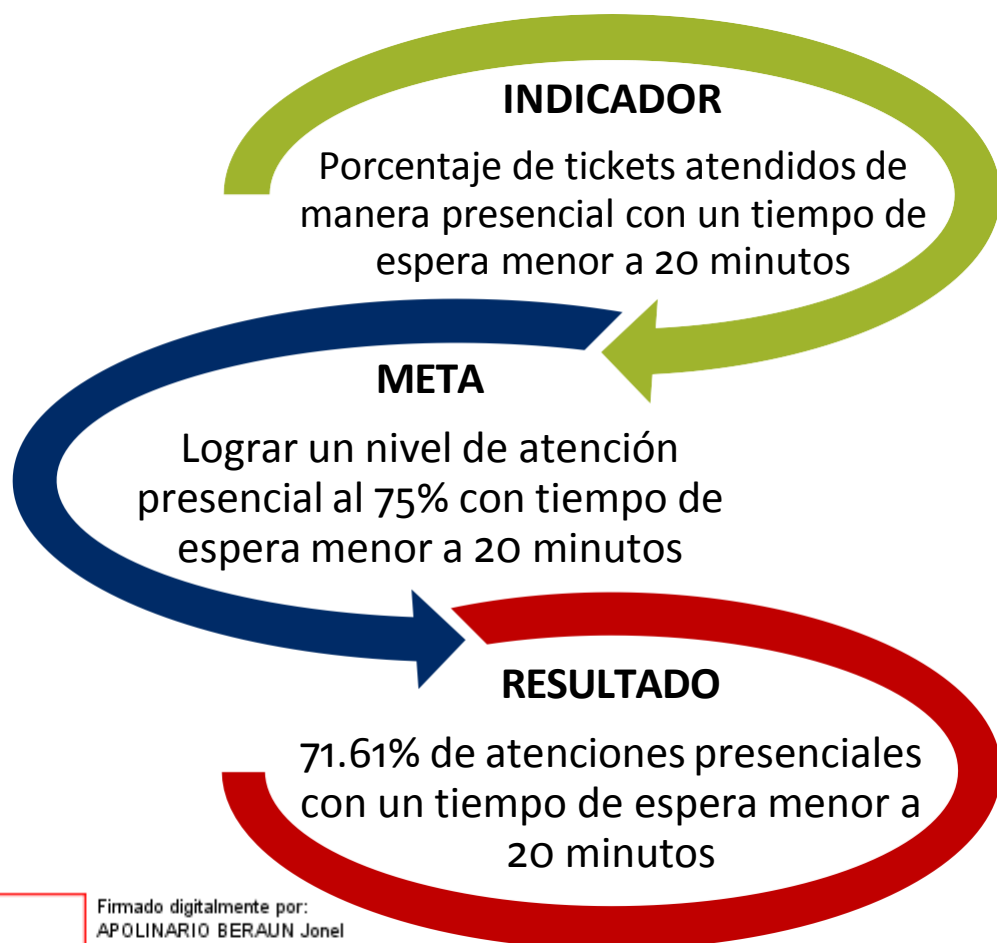 INDICADOR
Porcentaje de tickets atendidos de
manera presencial con un tiempo de
espera menor a 20 minutos
META
Lograr un nivel de atención
presencial al 75% con tiempo de
espera menor a 20 minutos
RESULTADO
71.61% de atenciones presenciales
con un tiempo de espera menor a
20 minutos
Firmado digitalmente por:
APOLINARIO BERAUN Jonel